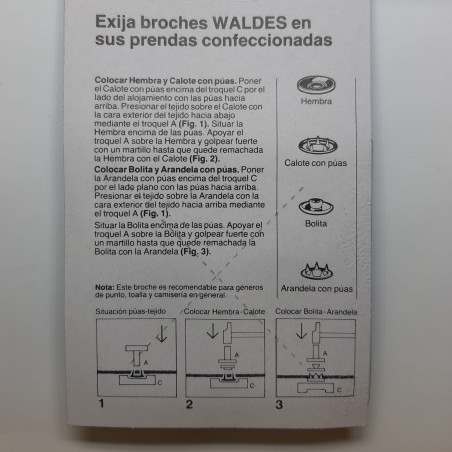 Exija broches WALDES en
sus prendas confeccionadas
Colocar Hembra y Calote con púas. Poner
el Calote con púas encima del troquel C por el
lado del alojamiento con las púas hacia
arriba. Presionar el tejido sobre el Calote con
la cara exterior del tejido hacia abajo
mediante el troquel A (Fig. 1). Situar la
Hembra encima de las púas. Apoyar el
troquel A sobre la Hembra y golpear fuerte
con un martillo hasta que quede remachada
la Hembra con el Calote (Fig. 2).
Colocar Bolita y Arandela con púas. Poner
la Arandela con púas encima del troquel C
por el lado plano con las púas hacia arriba.
Presionar el tejido sobre la Arandela con la
cara exterior del tejido hacia arriba mediante
el troquel A (Fig. 1).
Situar la Bolita encima de las púas. Apoyar el
troquel A sobre la Bolita y golpear fuerte con
un martillo hasta que quede remachada la
Bolita con la Arandela (Fig. 3).
Nota: Este broche es recomendable para géneros
de punto, toalla y camisería en general.
Hembra
Calote con púas
Bolita
Arandela con púas
Situación púas-tejido
A
C
1
Colocar Hembra-Calote
A
C
2
Colocar Bolita-Arandela
A
C
3